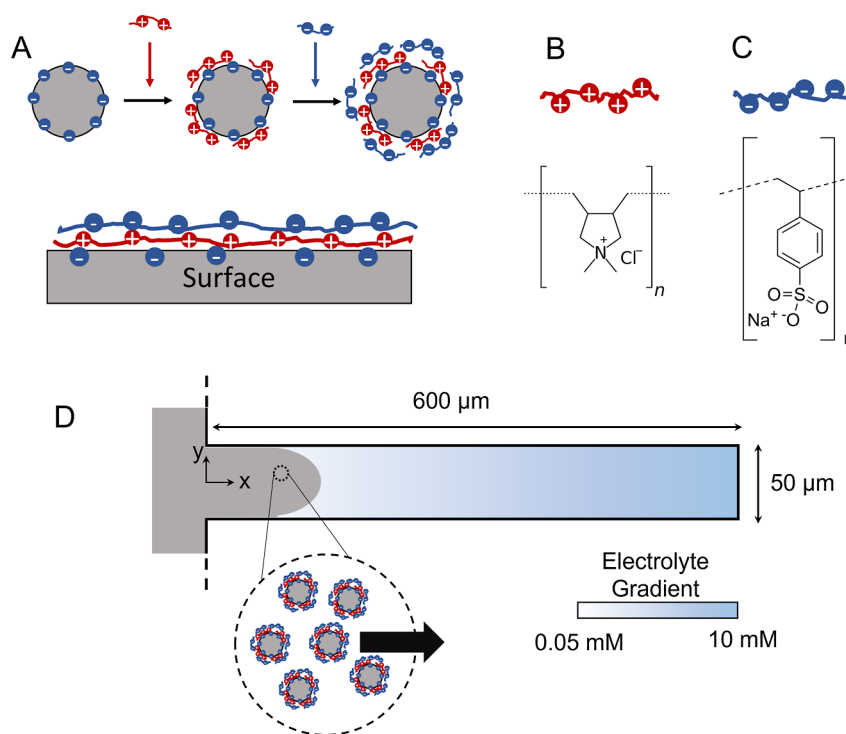 A
B
C
Surface
N
+
Cl−
n
O
S
O
Na+ -O
D
600 µm
y
x
50 µm
Electrolyte
Gradient
0.05 mM
10 mM